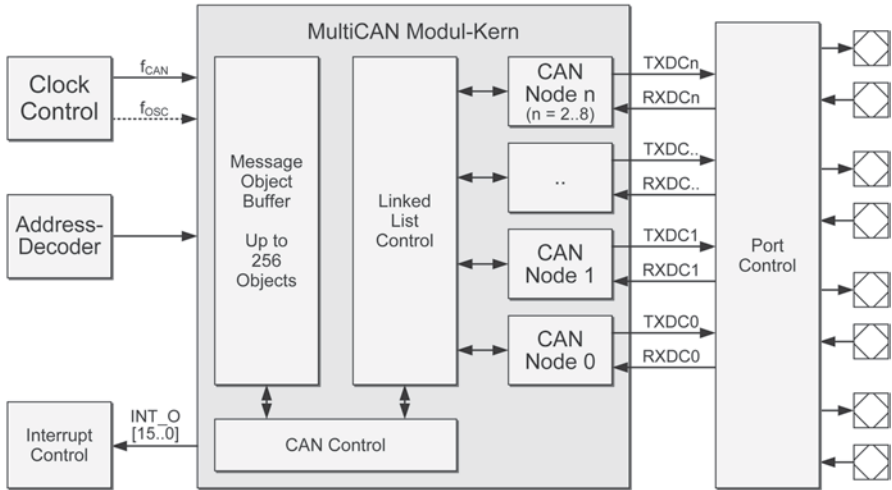 MultiCAN Modul-Kern
Clock
Control
fCAN
fOSC
Address-
Decoder
INT_O
[15..0]
Interrupt
Control
Message
Object
Buffer
Up to
256
Objects
Linked
List
Control
CAN Control
CAN
Node n
(n = 2..8)
..
CAN
Node 1
CAN
Node 0
TXDCn
RXDCn
TXDC..
RXDC..
TXDC1
RXDC1
TXDC0
RXDC0
Port
Control